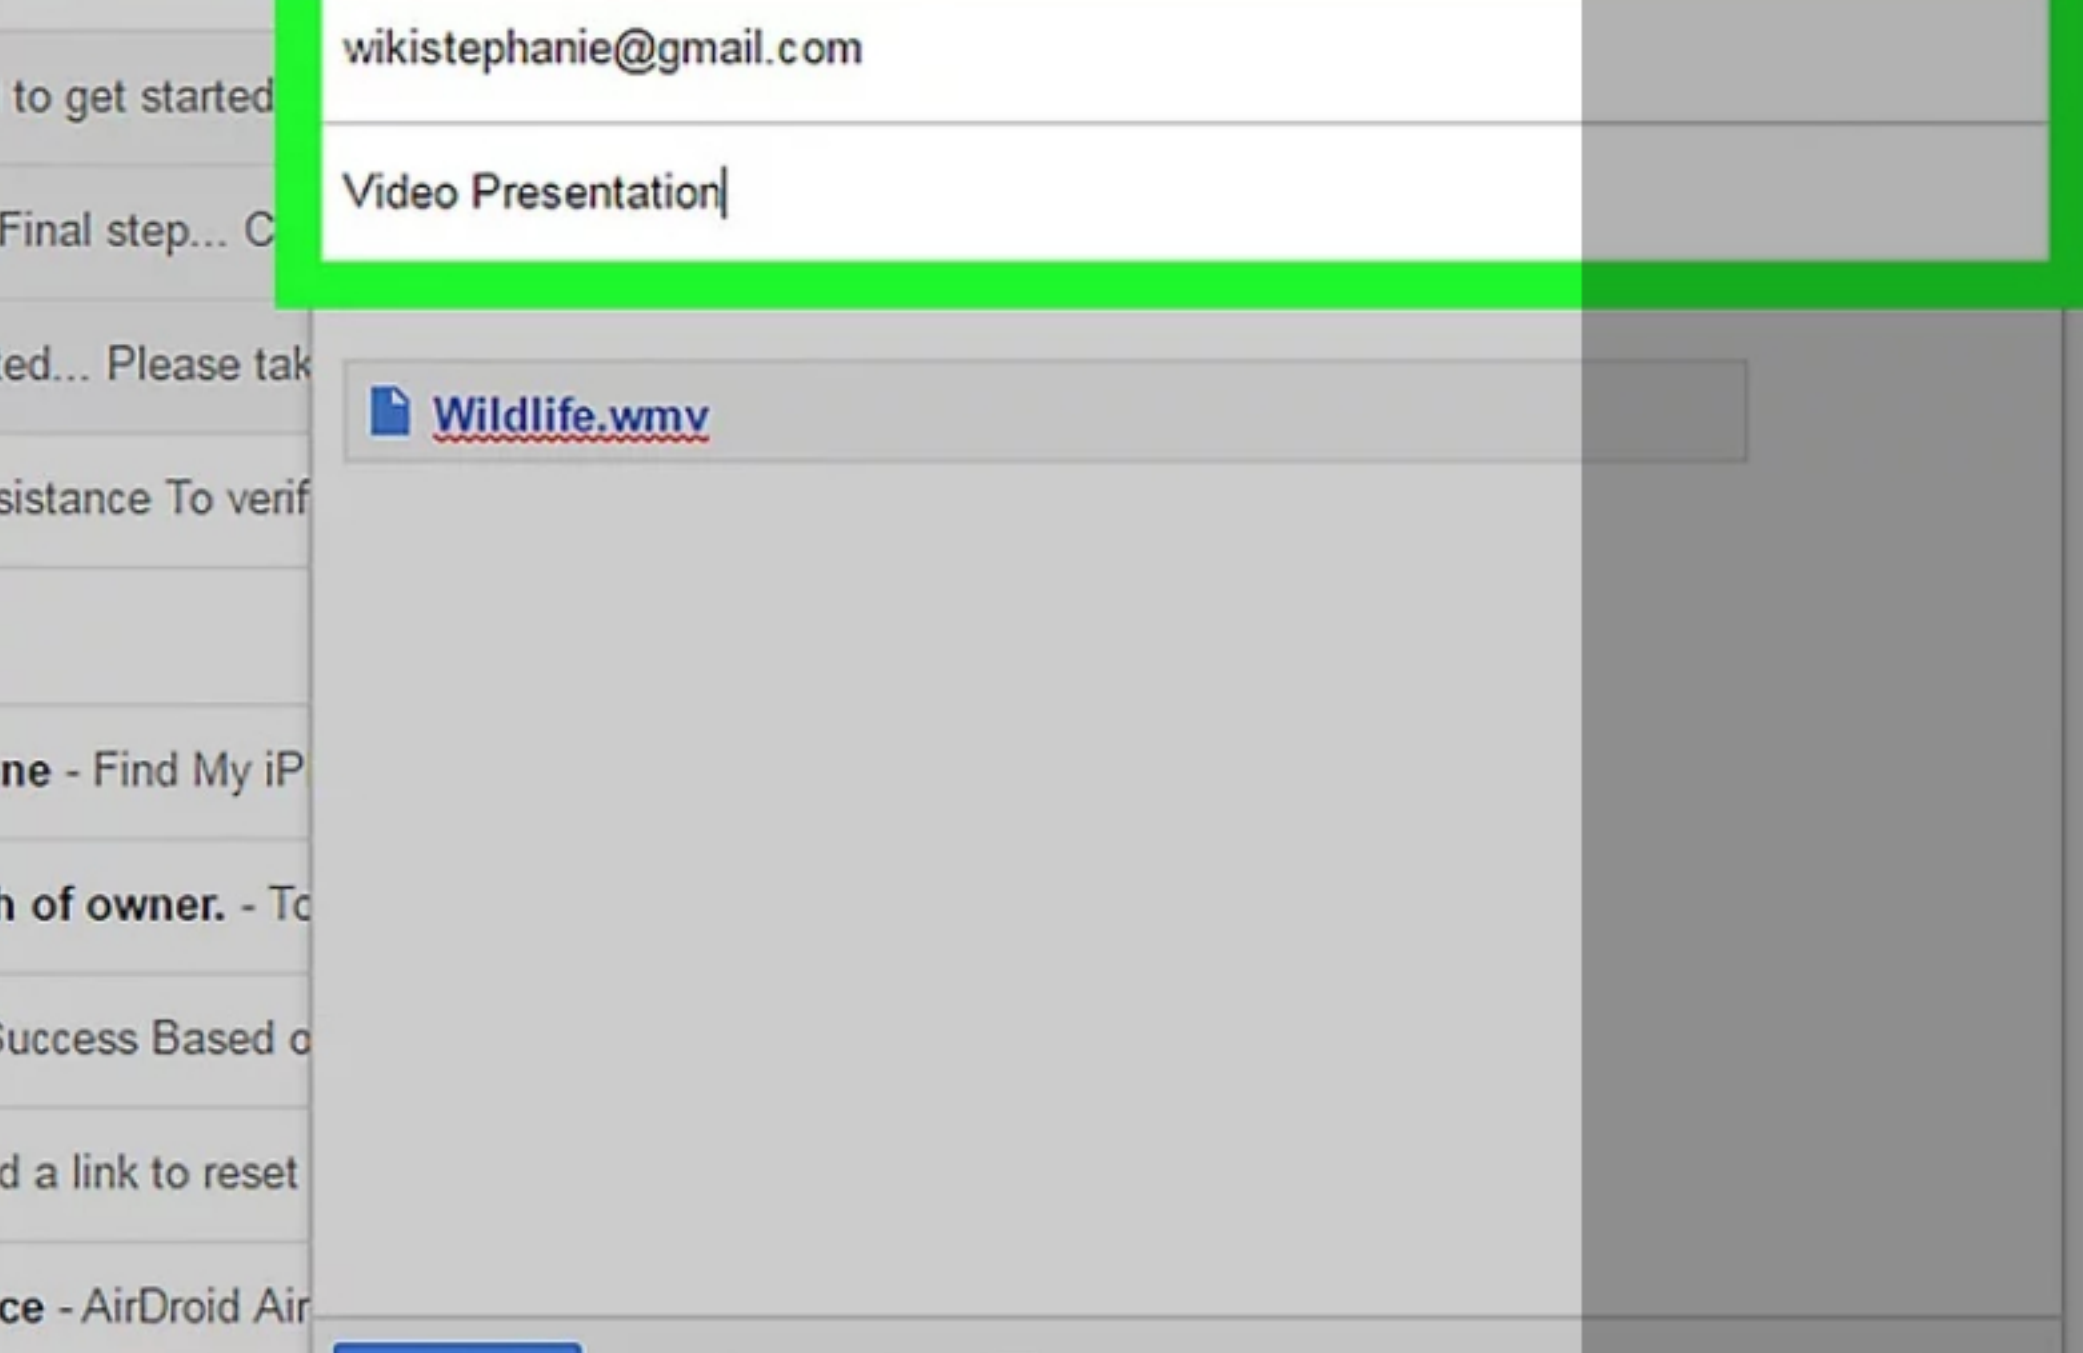 wikistephanie@gmail.com
to get started
Video Presentation
Final step... C
ed... Please tak
Wildlife.wmv
sistance To verif
ne - Find My iP
h of owner. - To
Success Based o
d a link to reset
ce - AirDroid Air